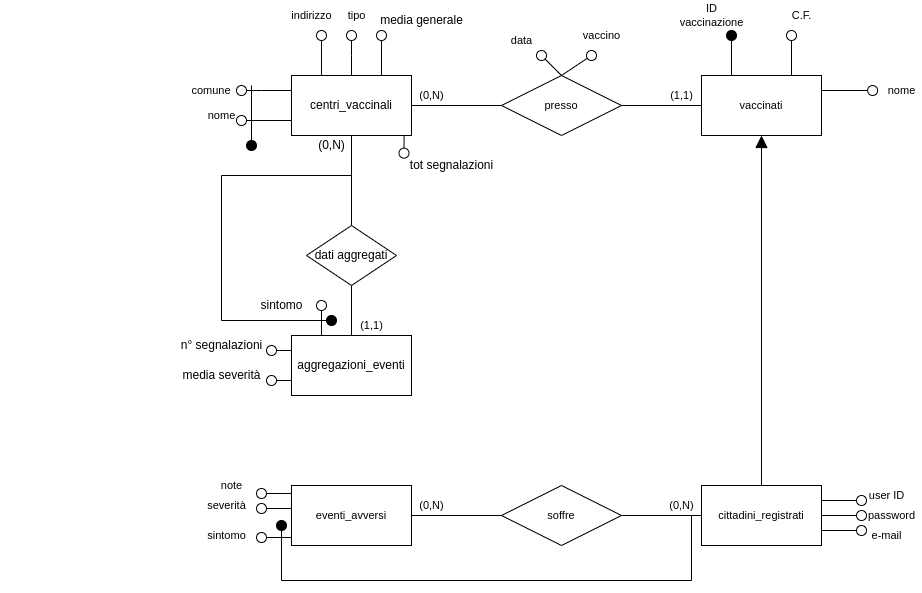 indirizzo tipo media generale
ID
vaccinazione
C.F.
data vaccino
comune
nome
centri_vaccinali
(0,N)
presso
(1,1)
vaccinati
nome
(0,N)
tot segnalazioni
dati aggregati
sintomo
(1,1)
n° segnalazioni
media severità
aggregazioni_eventi
note
severità
sintomo
eventi_avversi
(0,N)
soffre
(0,N)
cittadini_registrati
user ID
password
e-mail